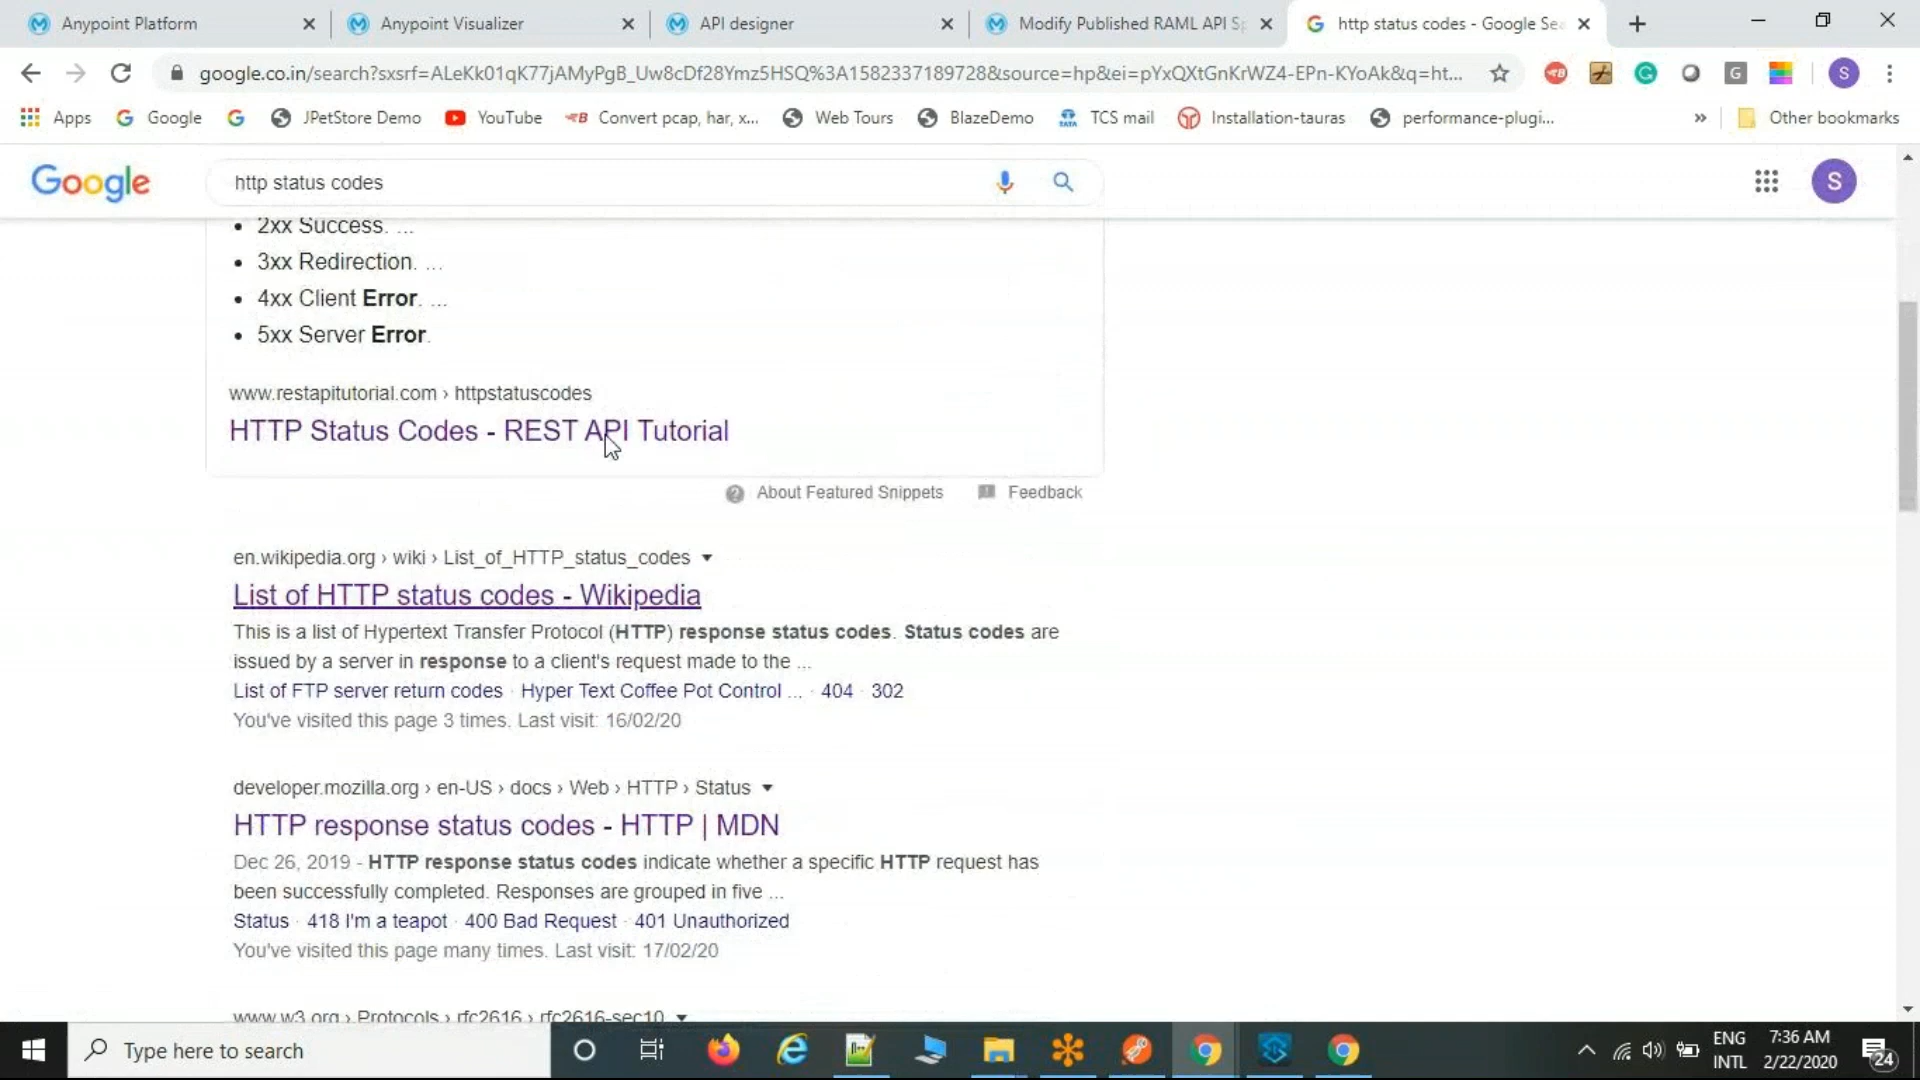 Anypoint Platform
Anypoint Visualizer
API designer
Modify Published RAML API Sp
http status codes - Google Sea
google.co.in/search?sxsrf=ALeKk01qK77jAMyPgB_Uw8cDf28Ymz5HSQ%3A1582337189728&source=hp&ei=pYxQXtGnKrWZ4-EPn-KYoAk&q=ht...
S
Apps
Google
JPetStore Demo
YouTube
Convert pcap, har, x...
Web Tours
BlazeDemo
TCS mail
Installation-tauras
performance-plugi...
»
Other bookmarks
Google
http status codes
S
• 2xx Success. ...
• 3xx Redirection. ...
• 4xx Client Error. ...
• 5xx Server Error.
www.restapitutorial.com › httpstatuscodes
HTTP Status Codes - REST API Tutorial
About Featured Snippets
Feedback
en.wikipedia.org › wiki › List_of_HTTP_status_codes
List of HTTP status codes - Wikipedia
This is a list of Hypertext Transfer Protocol (HTTP) response status codes. Status codes are
issued by a server in response to a client's request made to the ...
List of FTP server return codes · Hyper Text Coffee Pot Control ... · 404 · 302
You've visited this page 3 times. Last visit: 16/02/20
developer.mozilla.org › en-US › docs › Web › HTTP › Status
HTTP response status codes - HTTP | MDN
Dec 26, 2019 - HTTP response status codes indicate whether a specific HTTP request has
been successfully completed. Responses are grouped in five ...
Status · 418 I'm a teapot · 400 Bad Request · 401 Unauthorized
You've visited this page many times. Last visit: 17/02/20
www.w3.org › Protocols › rfc2616 › rfc2616-sec10
Type here to search
ENG
INTL
7:36 AM
2/22/2020
24